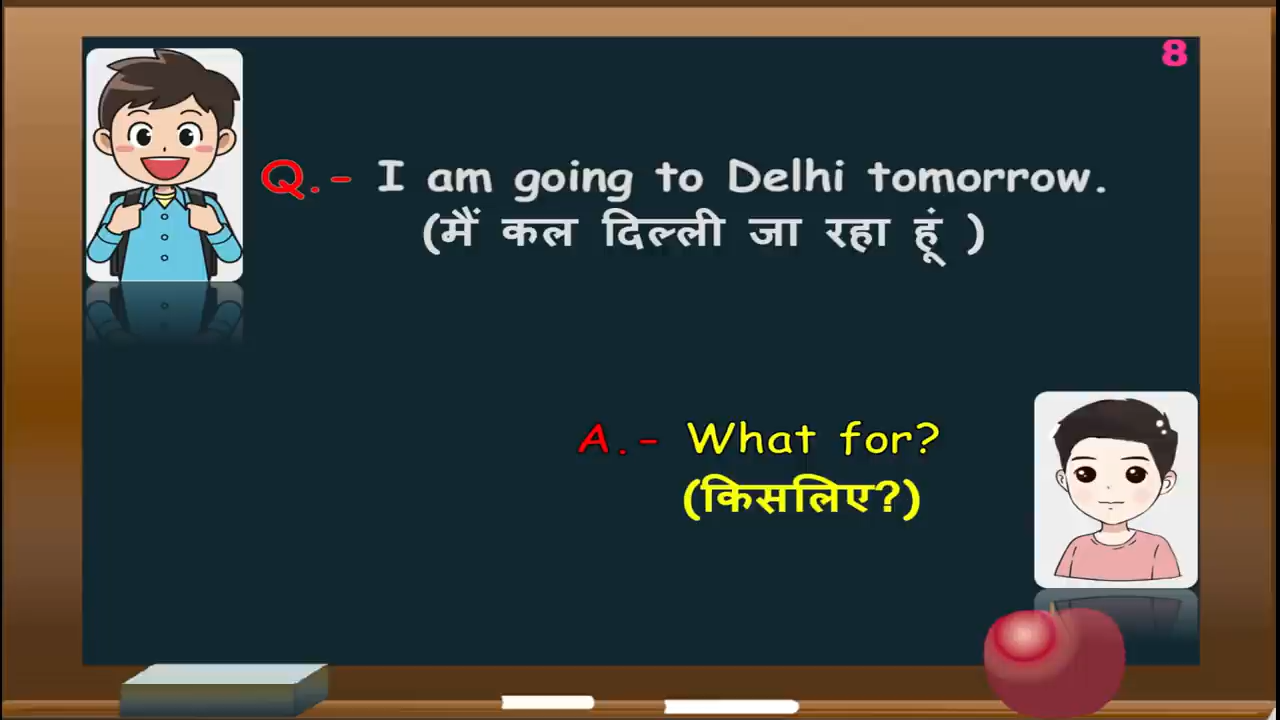 8
Q.- I am going to Delhi tomorrow.
(मैं कल दिल्ली जा रहा हूं )
A.- What for?
(किसलिए?)